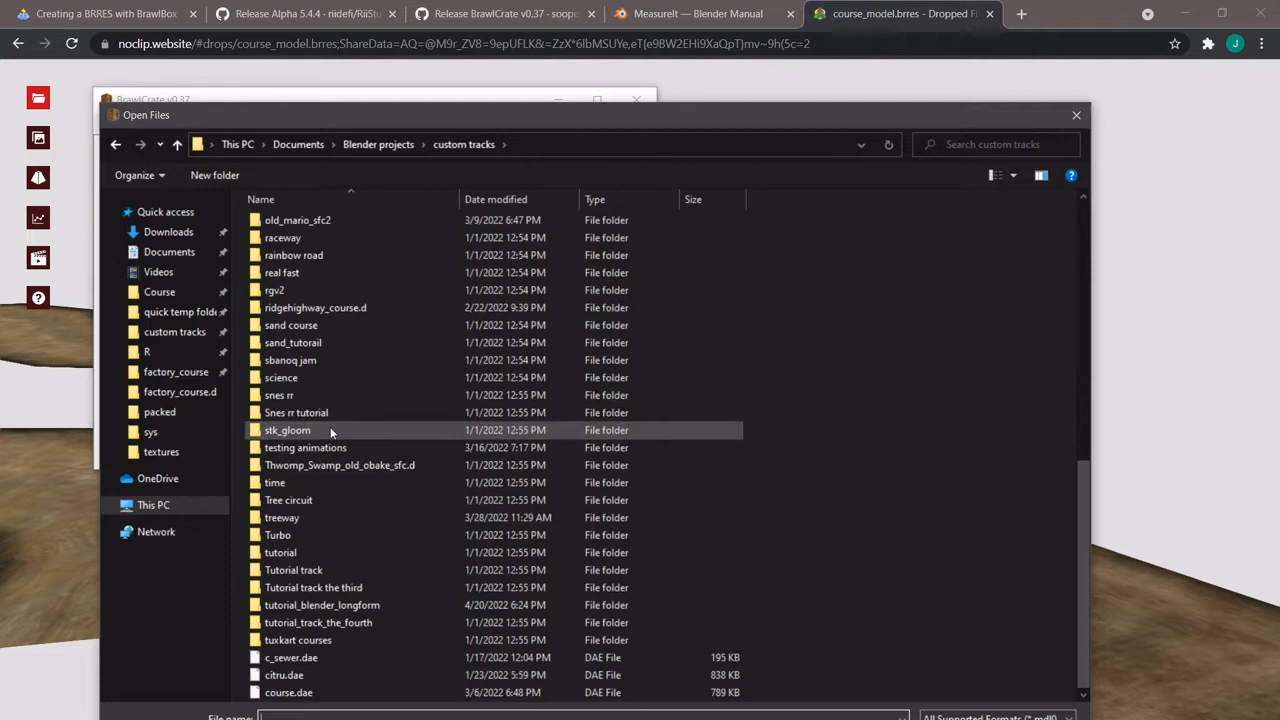 Creating a BRRES with BrawlBox
Release Alpha 5.4.4 · riidefi/RiiStu
Release BrawlCrate v0.37 · soope
MeasureIt — Blender Manual
course_model.brres - Dropped Fi
noclip.website/#drops/course_model.brres;ShareData=AQ=@M9r_ZV8=9epUFLK&=ZzX*6lbMSUYe,eT{e9BW2EHi9XaQpT)mv~9h(5c=2
J
BrawlCrate v0.37
Open Files
This PC > Documents > Blender projects > custom tracks >
Search custom tracks
Organize
New folder
Name
Date modified
Type
Size
Quick access
Downloads
Documents
Videos
Course
quick temp folde
custom tracks
R
factory_course
factory_course.d
packed
sys
textures
OneDrive
This PC
Network
old_mario_sfc2 3/9/2022 6:47 PM File folder
raceway 1/1/2022 12:54 PM File folder
rainbow road 1/1/2022 12:54 PM File folder
real fast 1/1/2022 12:54 PM File folder
rgv2 1/1/2022 12:54 PM File folder
ridgehighway_course.d 2/22/2022 9:39 PM File folder
sand course 1/1/2022 12:54 PM File folder
sand_tutorail 1/1/2022 12:54 PM File folder
sbanoq jam 1/1/2022 12:54 PM File folder
science 1/1/2022 12:54 PM File folder
snes rr 1/1/2022 12:55 PM File folder
Snes rr tutorial 1/1/2022 12:55 PM File folder
stk_gloom 1/1/2022 12:55 PM File folder
testing animations 3/16/2022 7:17 PM File folder
Thwomp_Swamp_old_obake_sfc.d 1/1/2022 12:55 PM File folder
time 1/1/2022 12:55 PM File folder
Tree circuit 1/1/2022 12:55 PM File folder
treeway 3/28/2022 11:29 AM File folder
Turbo 1/1/2022 12:55 PM File folder
tutorial 1/1/2022 12:55 PM File folder
Tutorial track 1/1/2022 12:55 PM File folder
Tutorial track the third 1/1/2022 12:55 PM File folder
tutorial_blender_longform 4/20/2022 6:24 PM File folder
tutorial_track_the_fourth 1/1/2022 12:55 PM File folder
tuxkart courses 1/1/2022 12:55 PM File folder
c_sewer.dae 1/17/2022 12:04 PM DAE File 195 KB
citru.dae 1/23/2022 5:59 PM DAE File 838 KB
course.dae 3/6/2022 6:48 PM DAE File 789 KB
File name:
All Supported Formats (*.mdl0